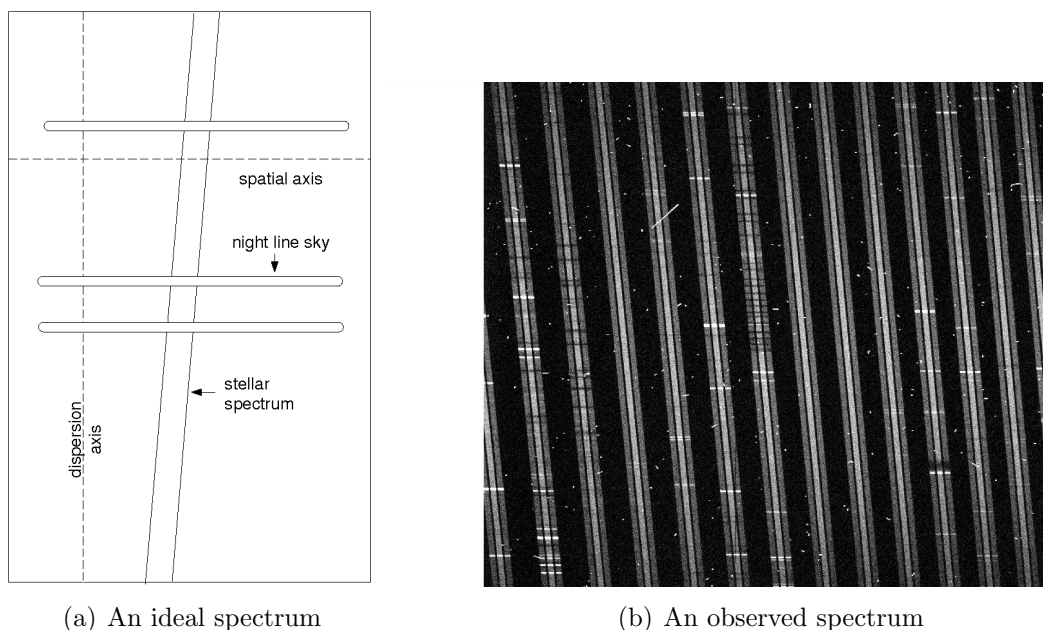 spatial axis
night line sky
stellar
spectrum
dispersion
axis
(a) An ideal spectrum
(b) An observed spectrum